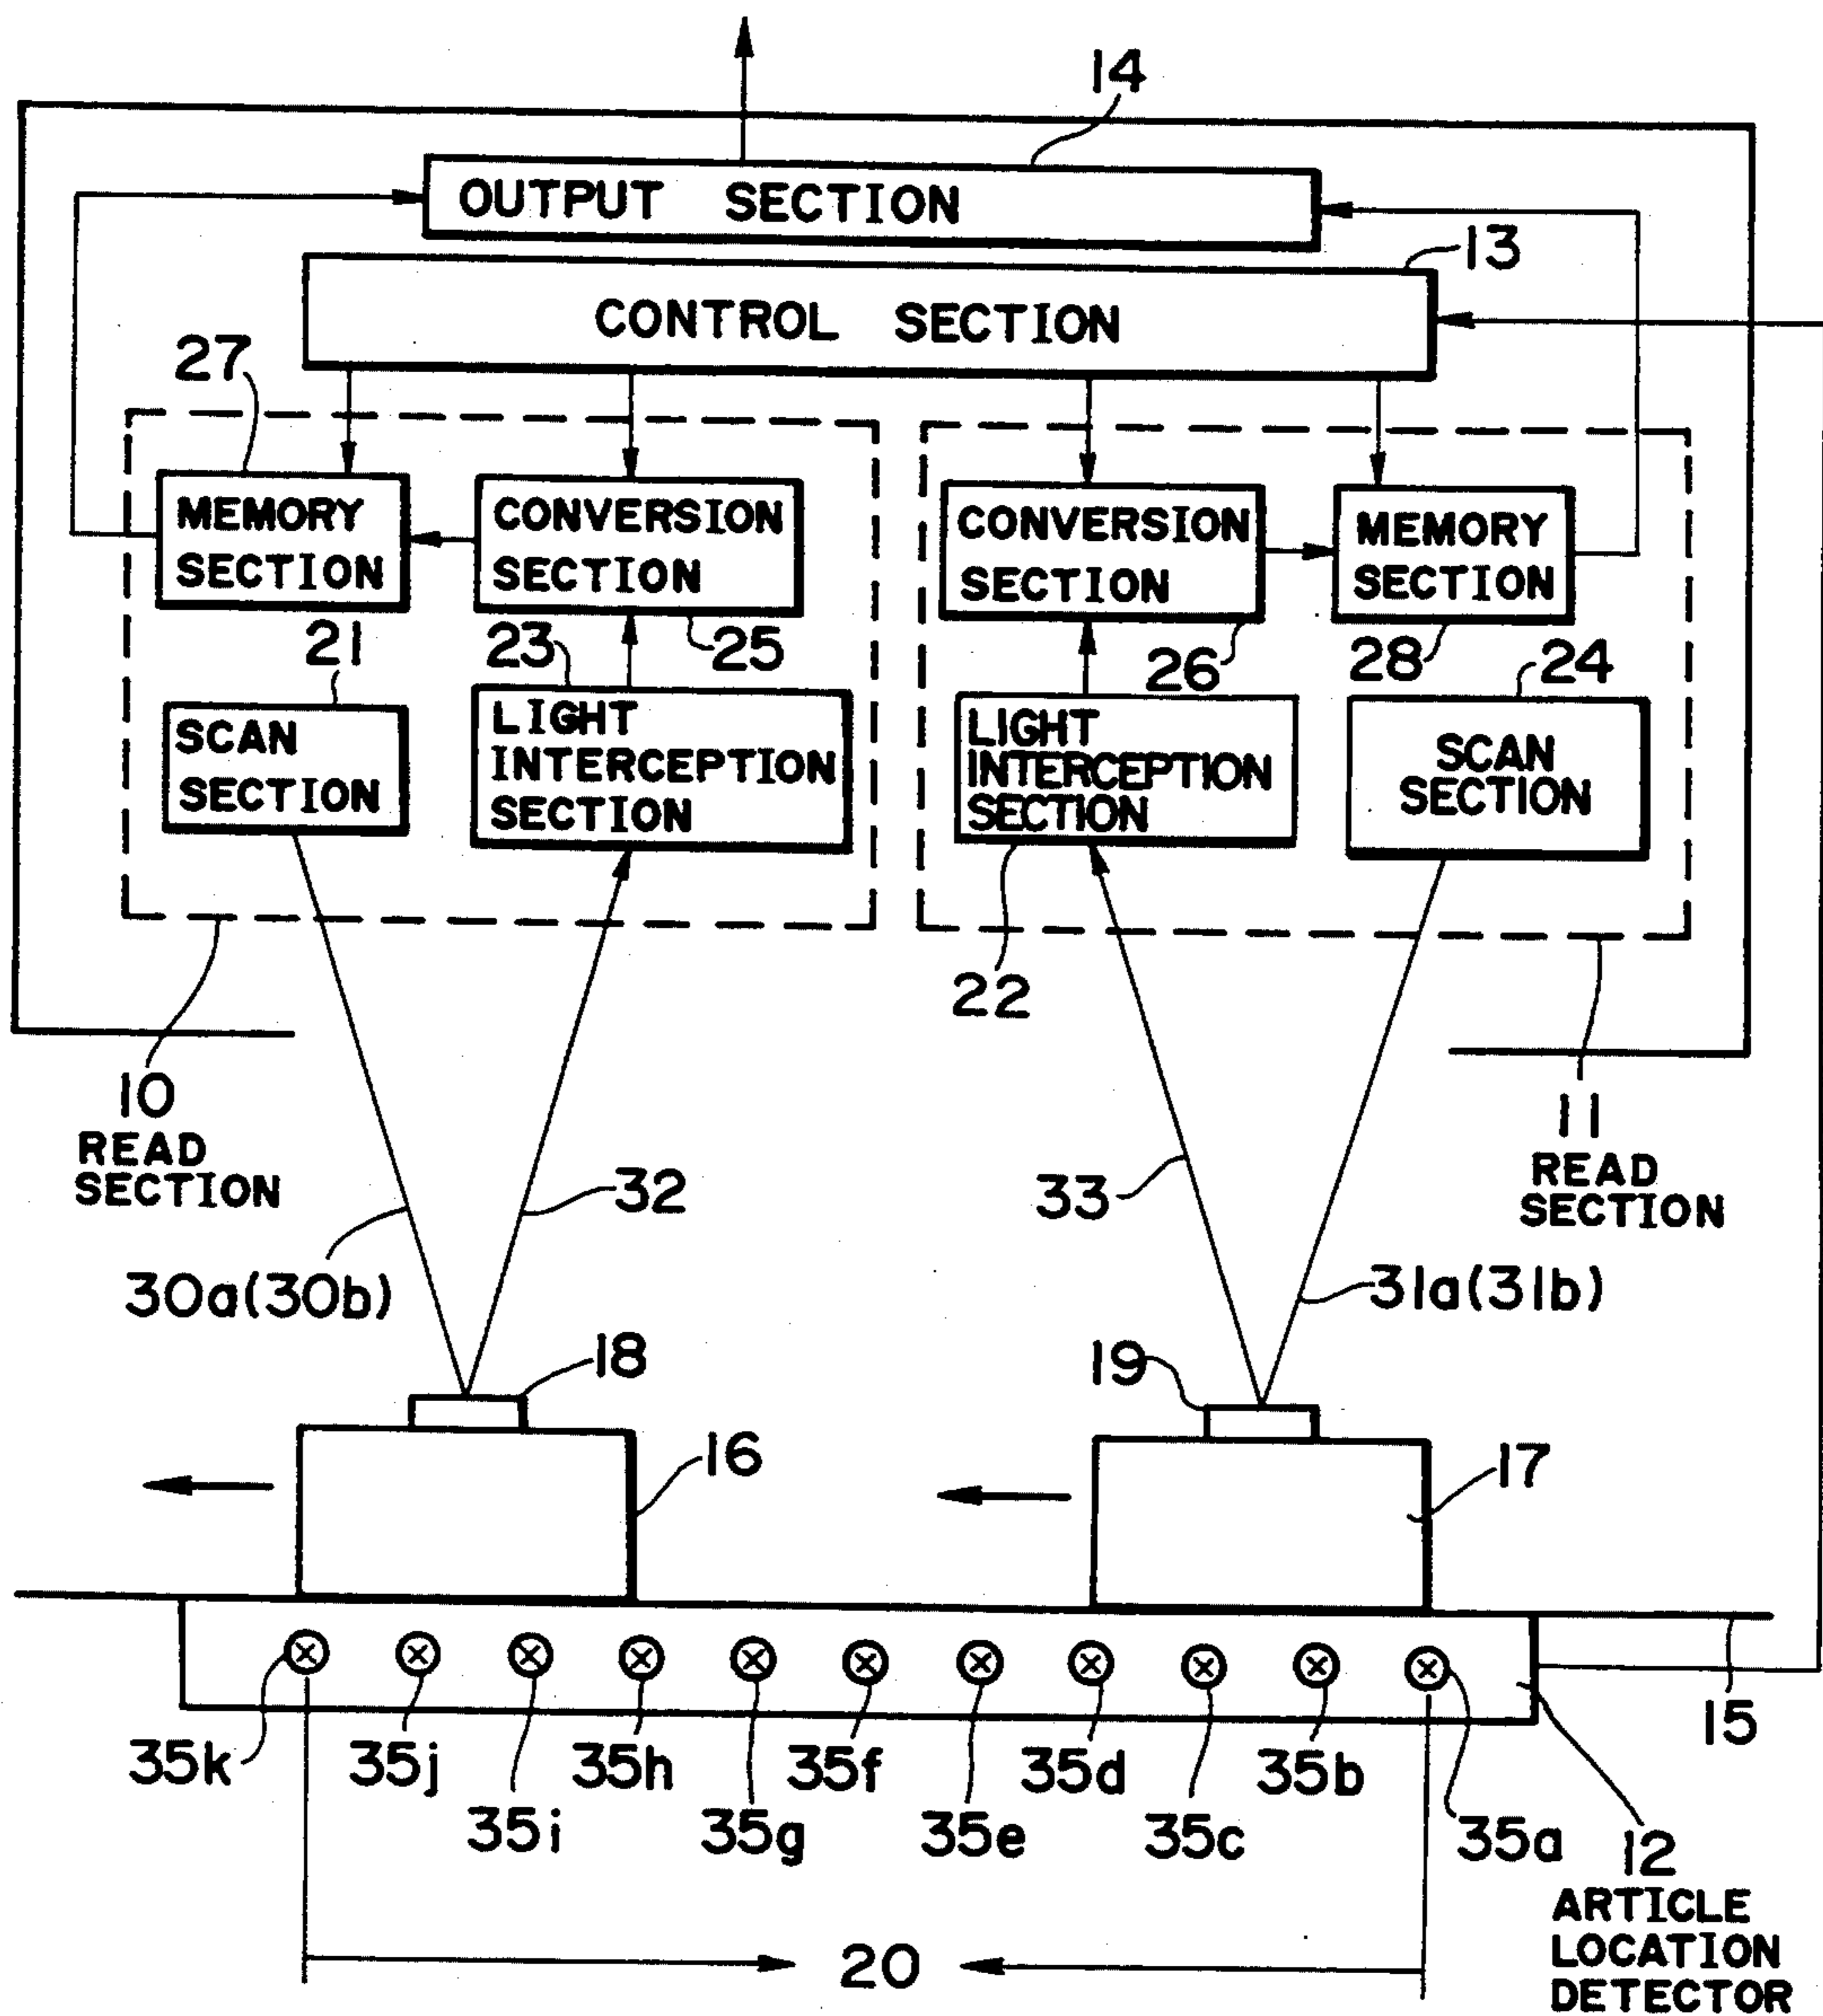 14
OUTPUT SECTION
13
CONTROL SECTION
27
MEMORY
SECTION
CONVERSION
SECTION
CONVERSION
SECTION
MEMORY
SECTION
21
23
25
26
28
24
SCAN
SECTION
LIGHT
INTERCEPTION
SECTION
LIGHT
INTERCEPTION
SECTION
SCAN
SECTION
22
10
READ
SECTION
11
READ
SECTION
32
33
30a(30b)
31a(31b)
18
19
16
17
15
35k
35j
35i
35h
35g
35f
35e
35d
35c
35b
35a
12
ARTICLE
LOCATION
DETECTOR
20